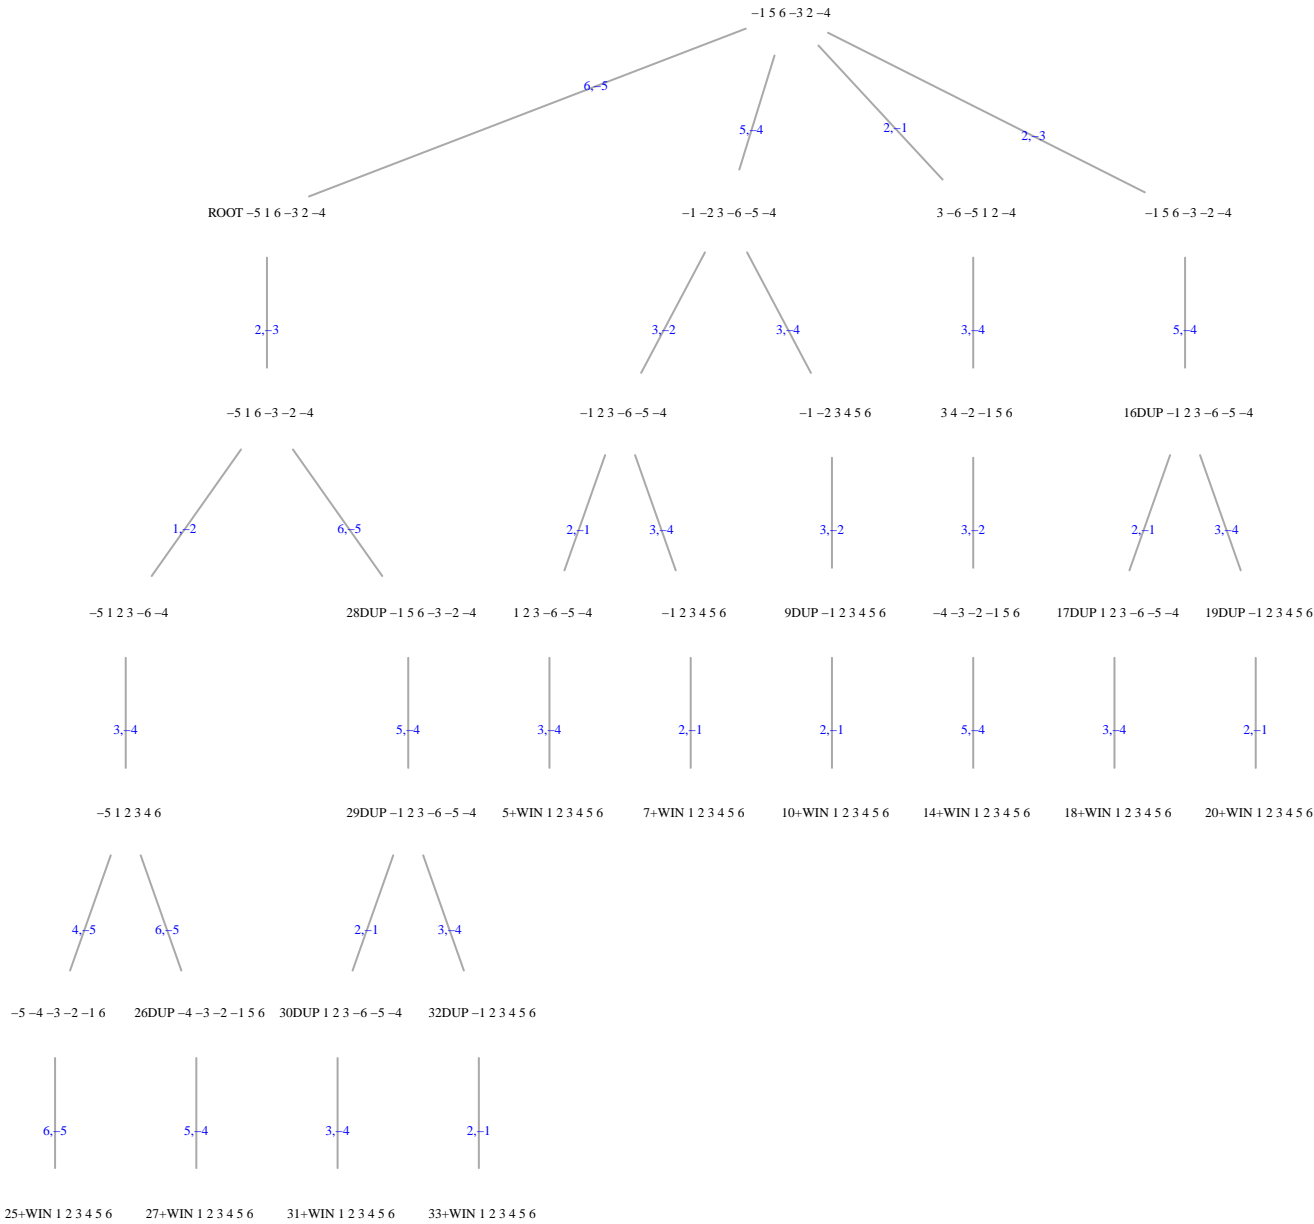 −1 5 6 −3 2 −4
6,−5
5,−4
2,−1
2,−3
ROOT −5 1 6 −3 2 −4
−1 −2 3 −6 −5 −4
3 −6 −5 1 2 −4
−1 5 6 −3 −2 −4
2,−3
3,−2
3,−4
3,−4
5,−4
−5 1 6 −3 −2 −4
−1 2 3 −6 −5 −4
−1 −2 3 4 5 6
3 4 −2 −1 5 6
16DUP −1 2 3 −6 −5 −4
1,−2
6,−5
2,−1
3,−4
3,−2
3,−2
2,−1
3,−4
−5 1 2 3 −6 −4
28DUP −1 5 6 −3 −2 −4
1 2 3 −6 −5 −4
−1 2 3 4 5 6
9DUP −1 2 3 4 5 6
−4 −3 −2 −1 5 6
17DUP 1 2 3 −6 −5 −4
19DUP −1 2 3 4 5 6
3,−4
5,−4
3,−4
2,−1
2,−1
5,−4
3,−4
2,−1
−5 1 2 3 4 6
29DUP −1 2 3 −6 −5 −4
5+WIN 1 2 3 4 5 6
7+WIN 1 2 3 4 5 6
10+WIN 1 2 3 4 5 6
14+WIN 1 2 3 4 5 6
18+WIN 1 2 3 4 5 6
20+WIN 1 2 3 4 5 6
4,−5
6,−5
2,−1
3,−4
−5 −4 −3 −2 −1 6
26DUP −4 −3 −2 −1 5 6
30DUP 1 2 3 −6 −5 −4
32DUP −1 2 3 4 5 6
6,−5
5,−4
3,−4
2,−1
25+WIN 1 2 3 4 5 6
27+WIN 1 2 3 4 5 6
31+WIN 1 2 3 4 5 6
33+WIN 1 2 3 4 5 6